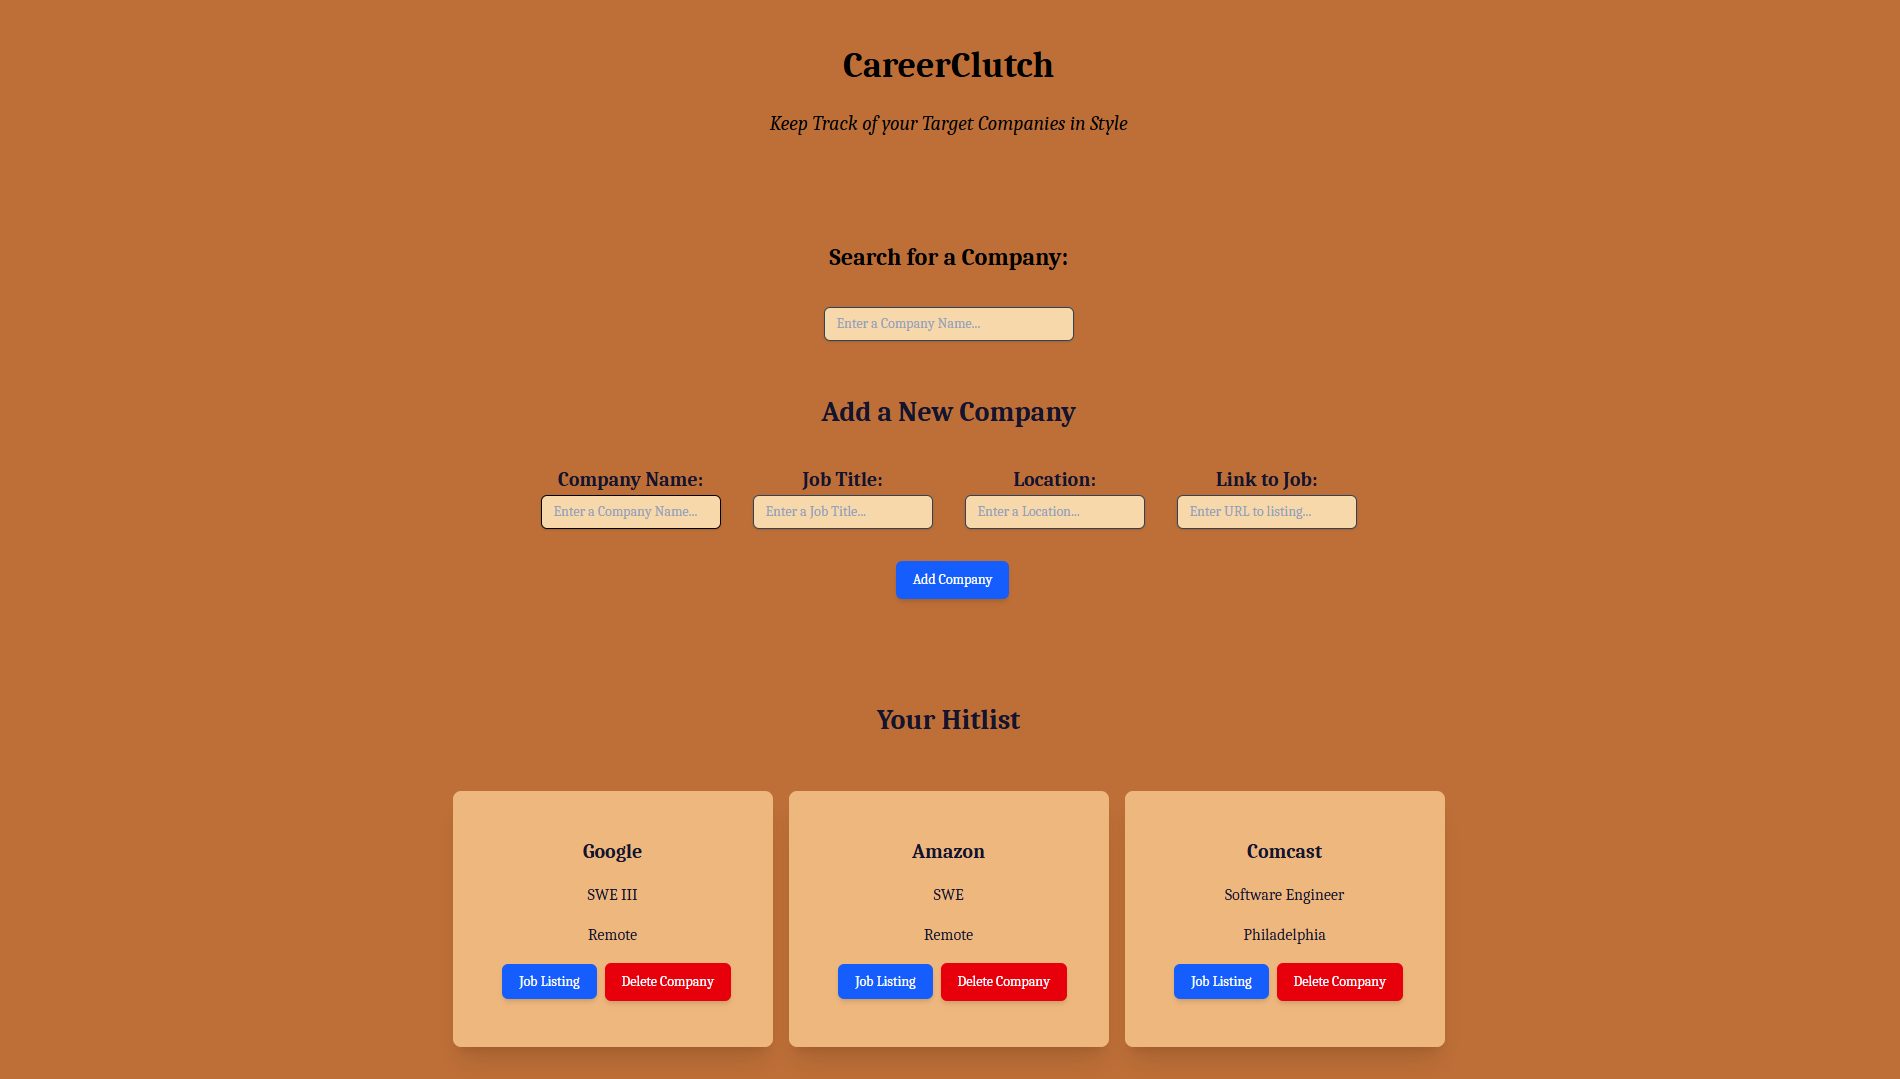 CareerClutch
Keep Track of your Target Companies in Style
Search for a Company:
Enter a Company Name...
Add a New Company
Company Name: Job Title: Location: Link to Job:
Enter a Company Name... Enter a Job Title... Enter a Location... Enter URL to listing...
Add Company
Your Hitlist
Google
SWE III
Remote
Job Listing Delete Company
Amazon
SWE
Remote
Job Listing Delete Company
Comcast
Software Engineer
Philadelphia
Job Listing Delete Company